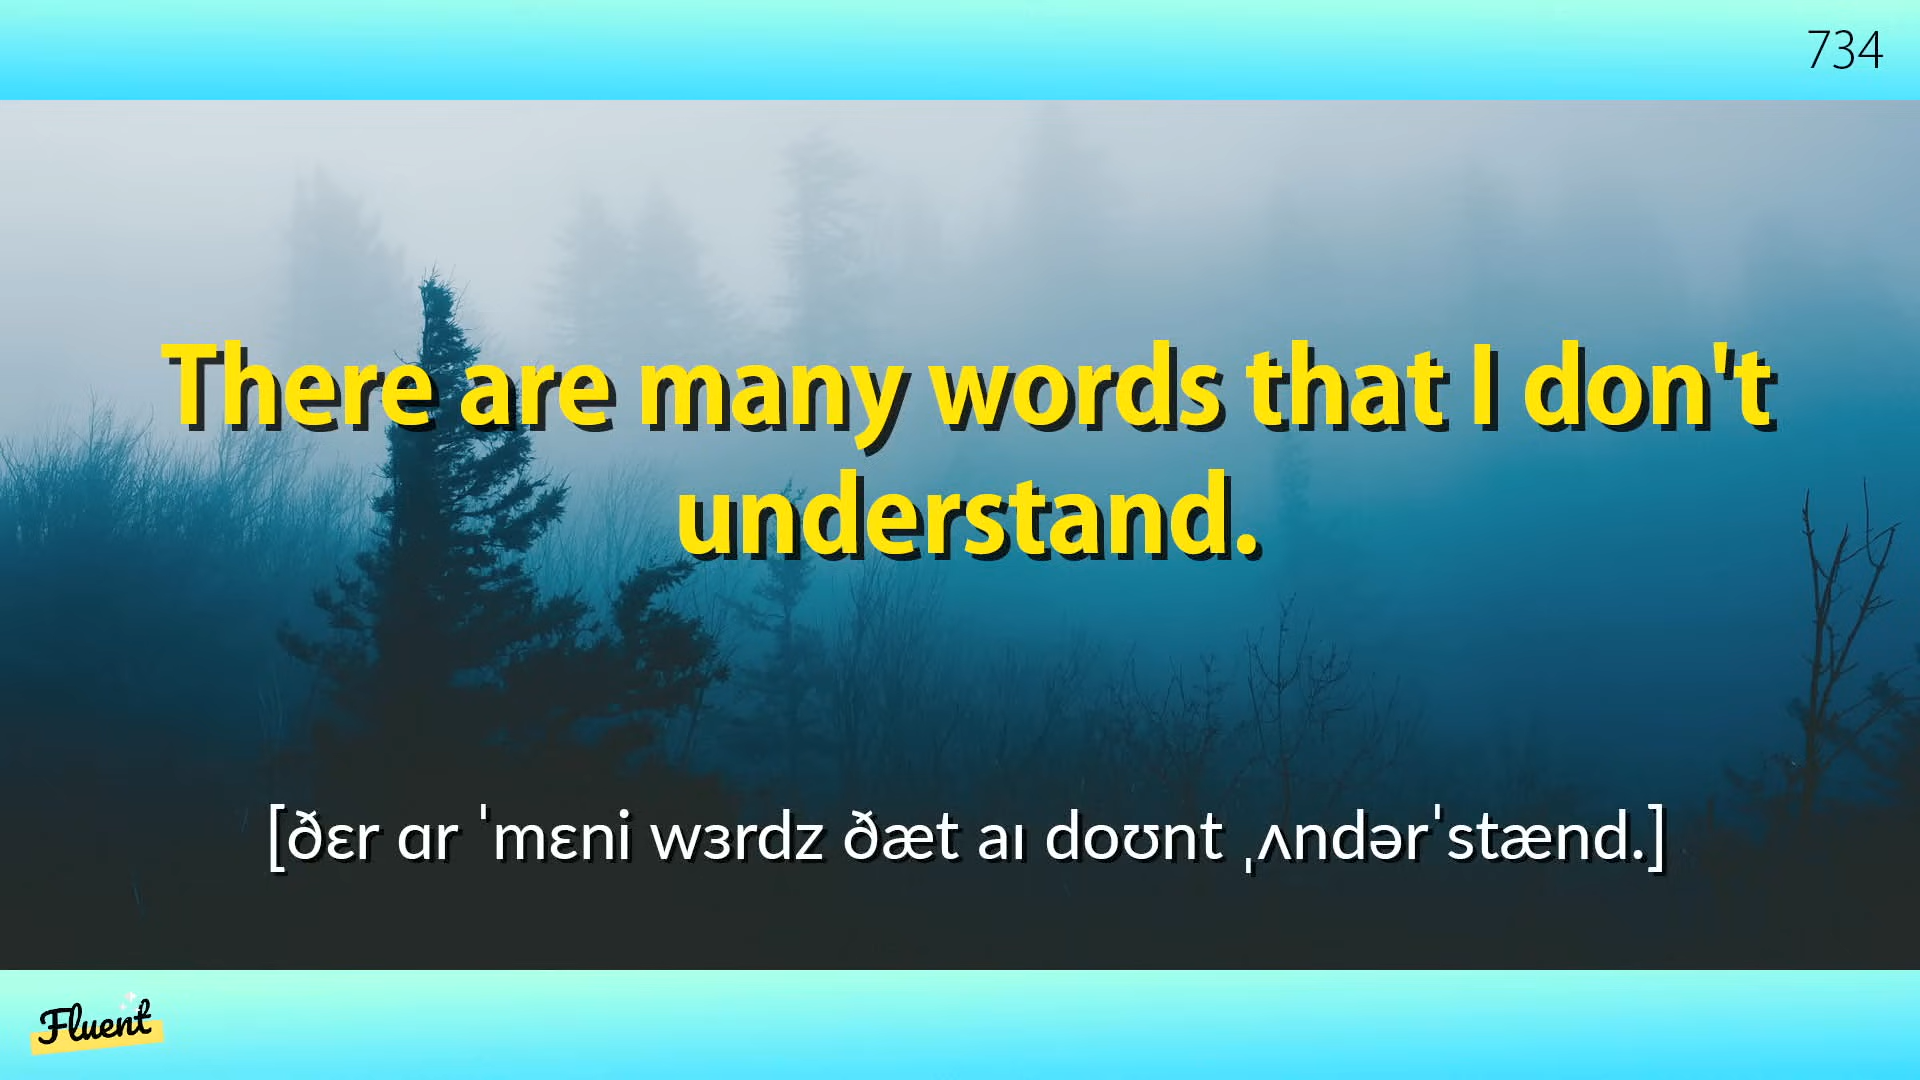 734
There are many words that I don't
understand.
[ðɛr ɑr ˈmɛni wɜrdz ðæt aɪ doʊnt ˌʌndərˈstænd.]
Fluent